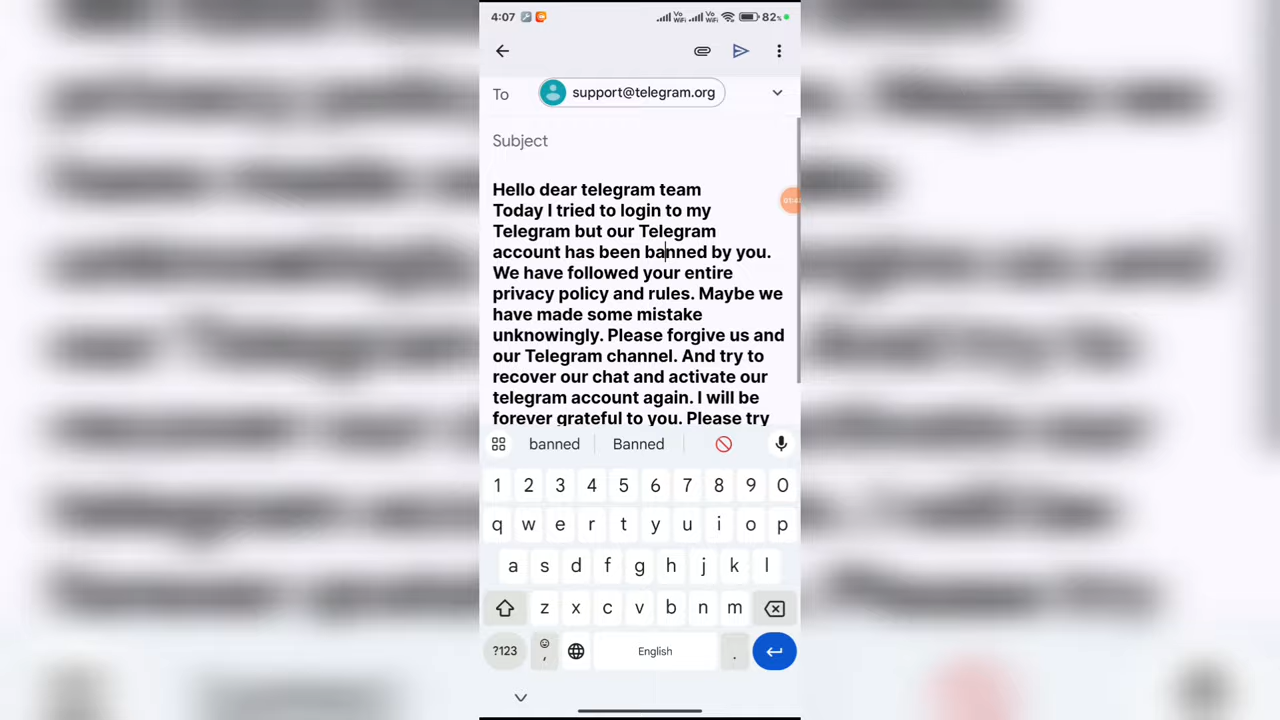 4:07 Vo WiFi Vo WiFi 82%
To support@telegram.org
Subject
Hello dear telegram team
Today I tried to login to my
Telegram but our Telegram
account has been banned by you.
We have followed your entire
privacy policy and rules. Maybe we
have made some mistake
unknowingly. Please forgive us and
our Telegram channel. And try to
recover our chat and activate our
telegram account again. I will be
forever grateful to you. Please try
banned Banned
1 2 3 4 5 6 7 8 9 0
q w e r t y u i o p
a s d f g h j k l
z x c v b n m
?123 , English .